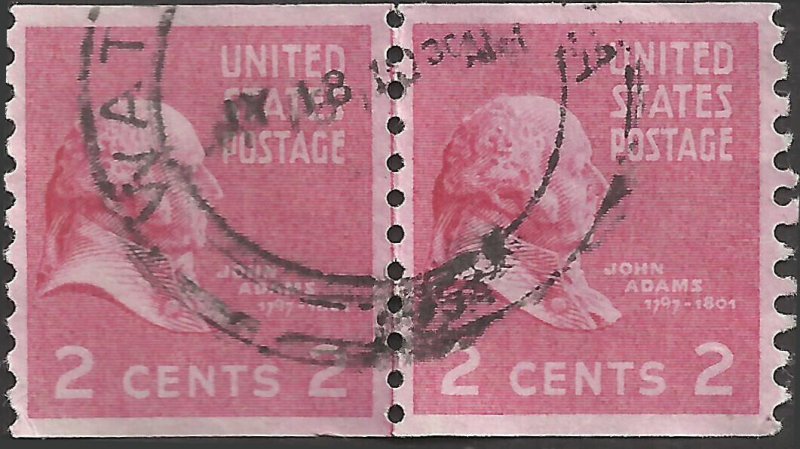 UNITED
STATES
POSTAGE
JOHN
ADAMS
2 CENTS 2
UNITED
STATES
POSTAGE
JOHN
ADAMS
1797-1801
2 CENTS 2